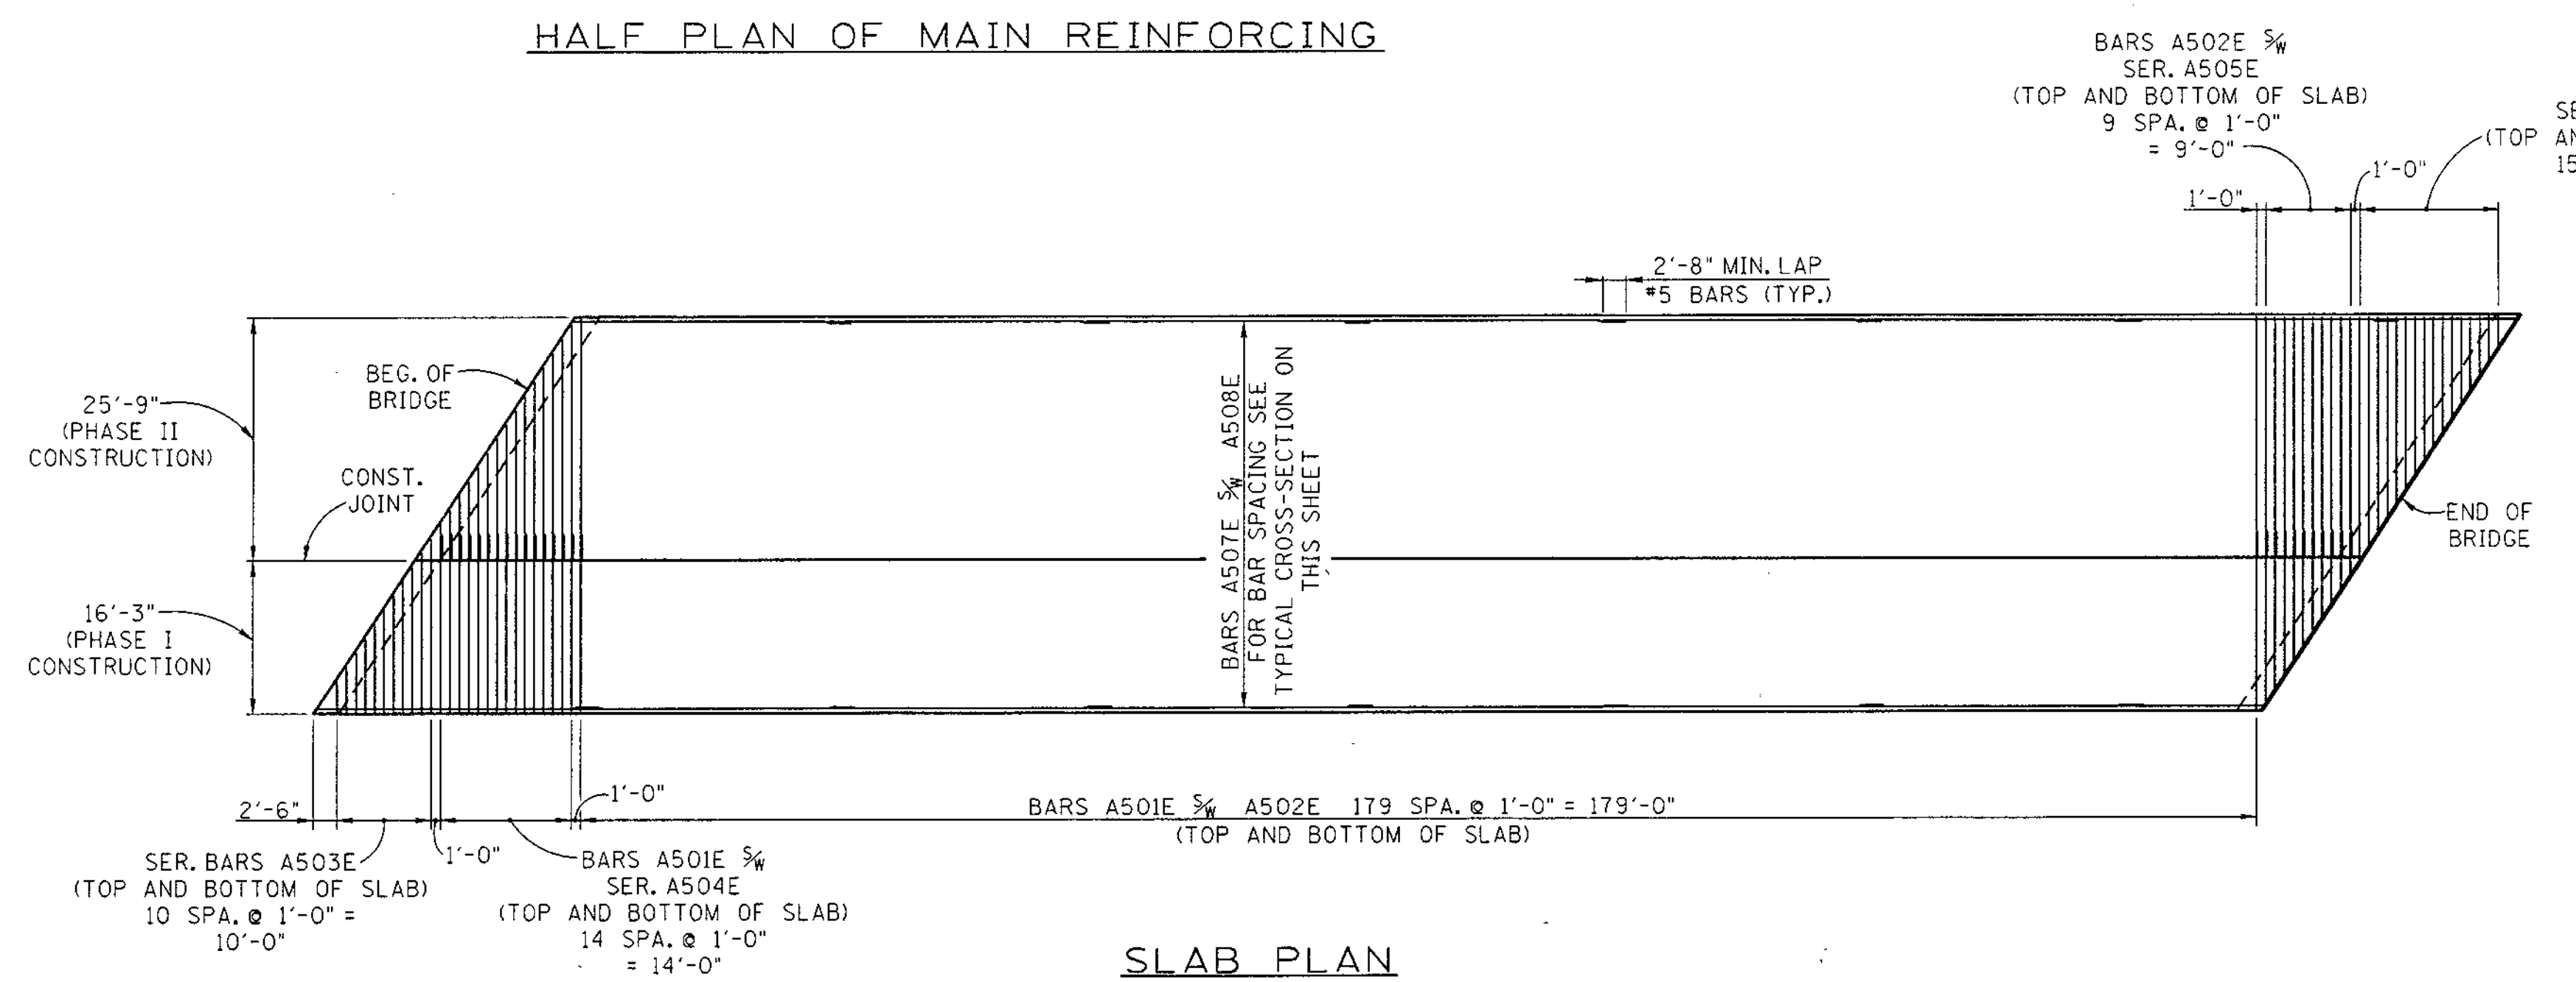 HALF PLAN OF MAIN REINFORCING
BARS A502E S/W
SER. A505E
(TOP AND BOTTOM OF SLAB)
9 SPA. @ 1'-0"
= 9'-0"
1'-0"
1'-0"
SE
(TOP AN
15
2'-8" MIN. LAP
#5 BARS (TYP.)
BEG. OF
BRIDGE
25'-9"
(PHASE II
CONSTRUCTION)
CONST.
JOINT
16'-3"
(PHASE I
CONSTRUCTION)
BARS A507E S/W A508E
FOR BAR SPACING SEE
TYPICAL CROSS-SECTION ON
THIS SHEET
END OF
BRIDGE
2'-6"
1'-0"
1'-0"
BARS A501E S/W A502E 179 SPA. @ 1'-0" = 179'-0"
(TOP AND BOTTOM OF SLAB)
SER. BARS A503E
(TOP AND BOTTOM OF SLAB)
10 SPA. @ 1'-0" =
10'-0"
BARS A501E S/W
SER. A504E
(TOP AND BOTTOM OF SLAB)
14 SPA. @ 1'-0"
= 14'-0"
SLAB PLAN